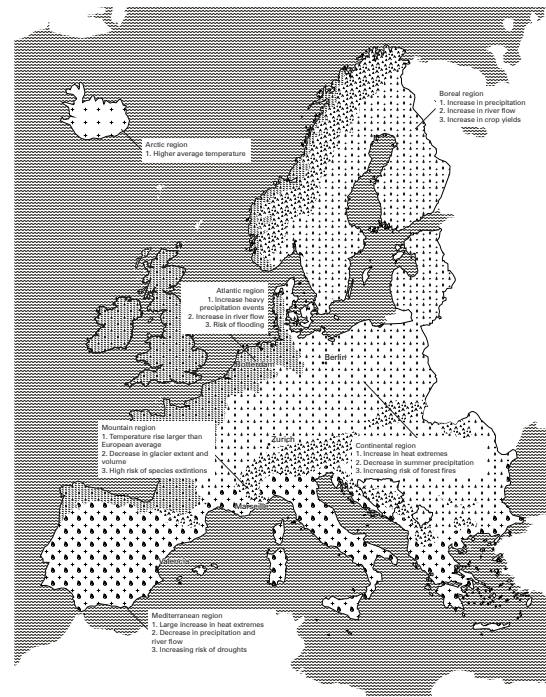 Boreal region
1. Increase in precipitation
2. Increase in river flow
3. Increase in crop yields
Arctic region
1. Higher average temperature
Atlantic region
1. Increase heavy
precipitation events
2. Increase in river flow
3. Risk of flooding
Berlin
Mountain region
1. Temperature rise larger than
European average
2. Decrease in glacier extent and
volume
3. High risk of species extintions
Zurich
Continental region
1. Increase in heat extremes
2. Decrease in summer precipitation
3. Increasing risk of forest fires
Marseille
Valencia
Mediterranean region
1. Large increase in heat extremes
2. Decrease in precipitation and
river flow
3. Increasing risk of droughts